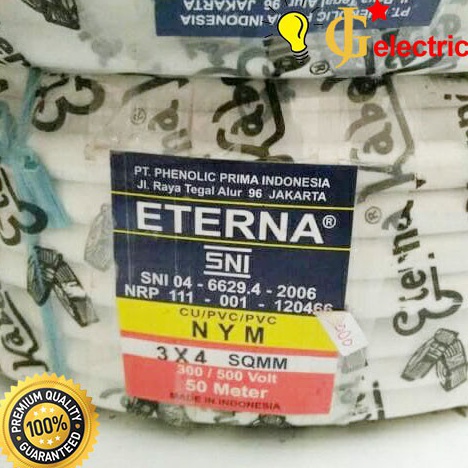 INDONESIA
JAKARTA
electric
PT. PHENOLIC PRIMA INDONESIA
Jl. Raya Tegal Alur 96 JAKARTA
ETERNA®
SNI
SNI 04 - 6629.4 - 2006
NRP 111 - 001 - 120466
CU/PVC/PVC
NYM
3 X 4 SQMM
300 / 500 Volt
50 Meter
MADE IN INDONESIA
PREMIUM QUALITY
100%
GUARANTEED